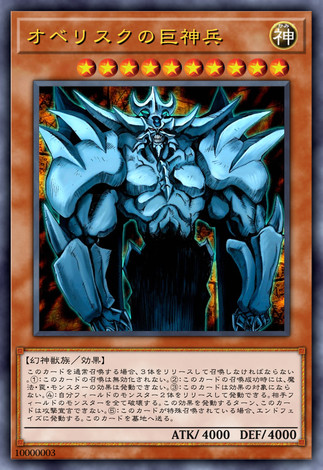 オベリスクの巨神兵
神
【幻神獣族／効果】
このカードを通常召喚する場合、3体をリリースして召喚しなければならない
。①：このカードの召喚は無効化されない。②：このカードの召喚成功時には、魔
法・罠・モンスターの効果は発動できない。③：このカードは効果の対象になら
ない。④：自分フィールドのモンスター2体をリリースして発動できる。相手フ
ィールドのモンスターを全て破壊する。この効果を発動するターン、このカー
ドは攻撃宣言できない。⑤：このカードが特殊召喚されている場合、エンドフェ
イズに発動する。このカードを墓地へ送る。
ATK/ 4000 DEF/ 4000
10000003